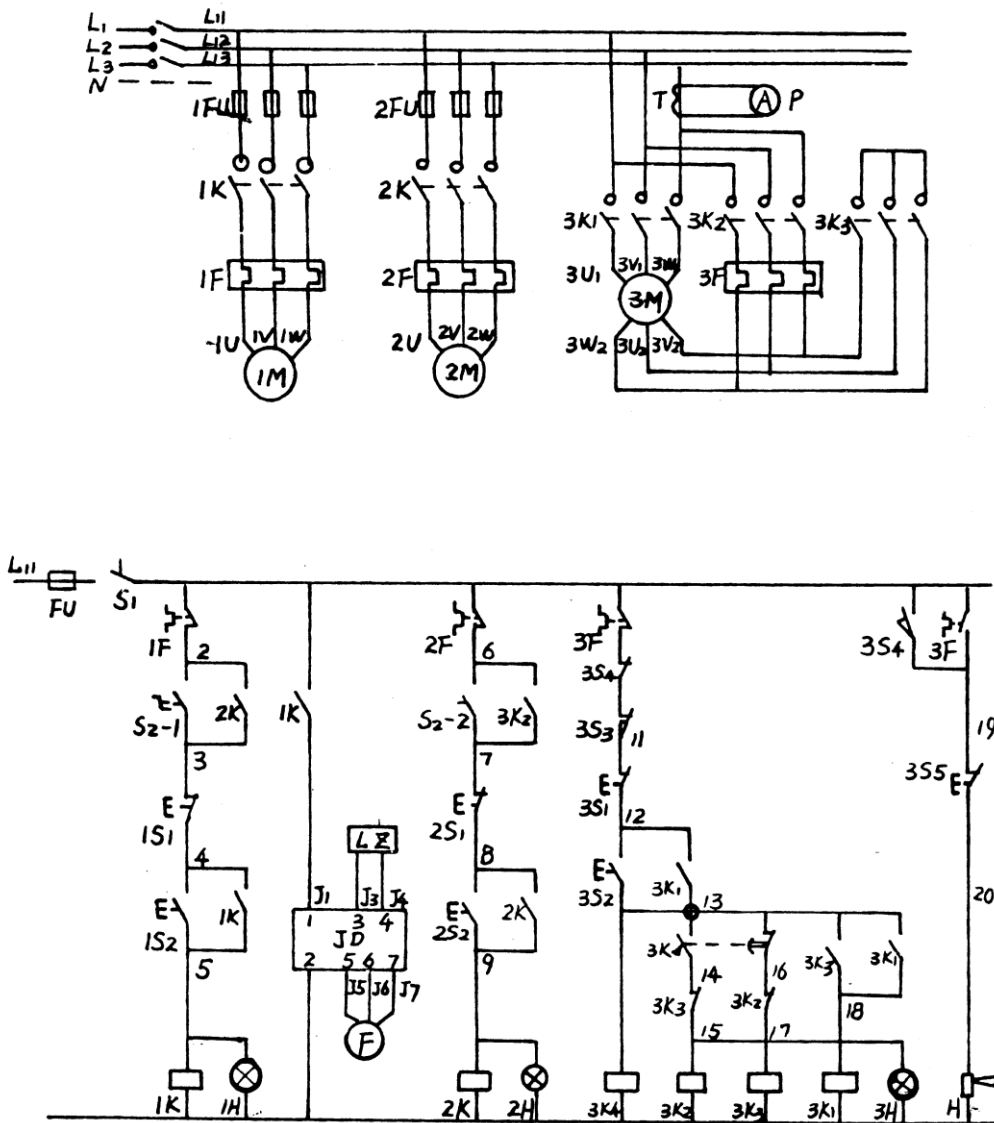 L1 L11
L2 L12
L3 L13
N
1FU 2FU T A P
1K 2K 3K1 3K2 3K3
1F 2F 3U1 3V1 3W1 3F
3M
1U 1V 1W 2U 2V 2W 3W2 3U2 3V2
1M 2M
L11
FU S1
1F 2F 3F 3S4 3F
2 6 3S4
S2-1 2K 1K S2-2 3K2 3S3 11 19
3 7 3S5
E E E E
1S1 2S1 3S1 12
LZ
4 8
E 1K J1 J3 J4 E 2K E 3K1 13 20
1S2 1 3 4 2S2 3S2
JD
5 2 5 6 7 9 3K4 14 16 3K3 3K1
J5 J6 J7 3K3 3K2 18
F 15 17
1K 1H 2K 2H 3K4 3K2 3K3 3K1 3H H